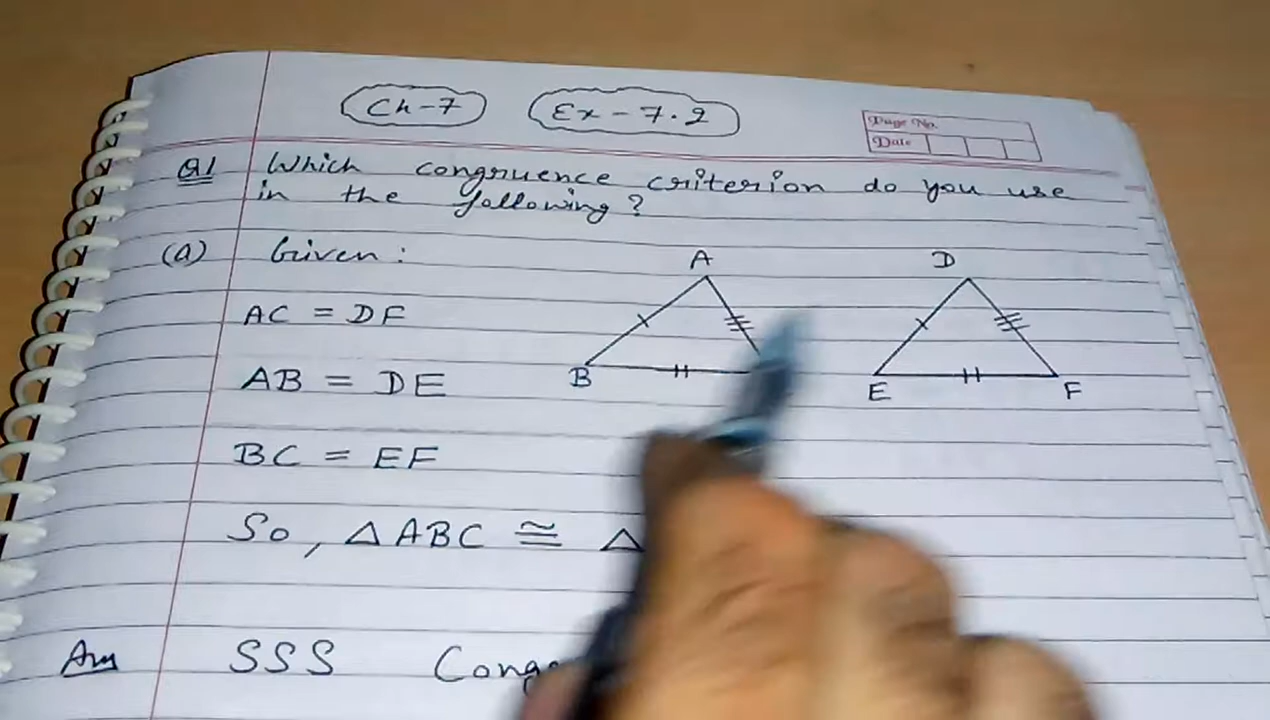 Ch-7 Ex-7.2
Page No.
Date
Q1 Which congruence criterion do you use
in the following?
(a) Given:
A D
AC = DF
AB = DE
B E F
BC = EF
So, △ABC ≅ △
Ans SSS